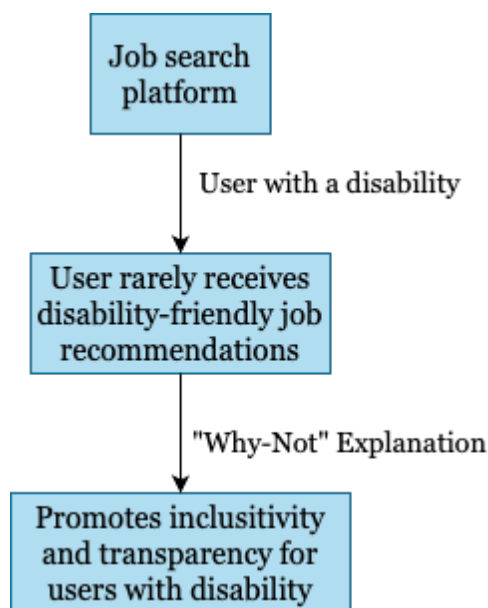 Job search
platform
User with a disability
User rarely receives
disability-friendly job
recommendations
"Why-Not" Explanation
Promotes inclusitivity
and transparency for
users with disability